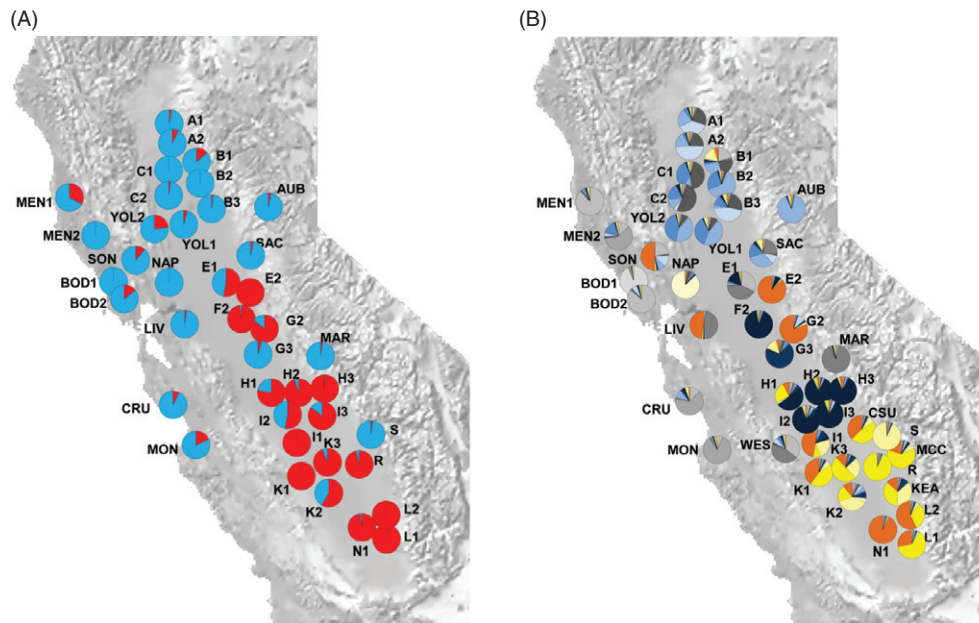 (A)
A1
A2
B1
C1
B2
C2
B3
AUB
MEN1
YOL2
YOL1
MEN2
SON
NAP
SAC
E1
E2
BOD1
BOD2
F2
G2
LIV
G3
MAR
H1
H2
H3
CRU
I2
I3
I1
S
MON
K3
R
K1
K2
L2
N1
L1
(B)
A1
A2
B1
C1
B2
C2
B3
AUB
MEN1
YOL2
YOL1
MEN2
SON
NAP
SAC
E1
E2
BOD1
BOD2
F2
G2
LIV
G3
MAR
H1
H2
H3
CRU
I2
I3
CSU
I1
S
MON
WES
K3
MCC
R
K1
KEA
K2
L2
N1
L1